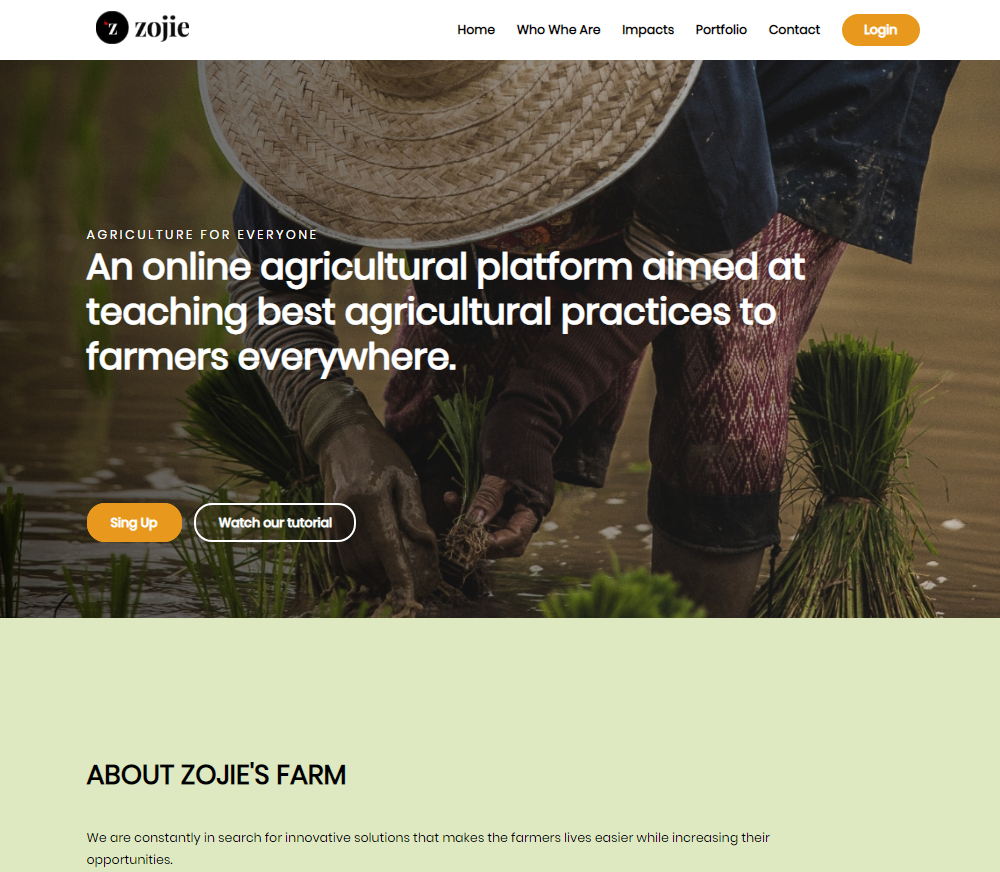 z zojie
Home Who Whe Are Impacts Portfolio Contact Login
AGRICULTURE FOR EVERYONE
An online agricultural platform aimed at
teaching best agricultural practices to
farmers everywhere.
Sing Up Watch our tutorial
ABOUT ZOJIE'S FARM
We are constantly in search for innovative solutions that makes the farmers lives easier while increasing their
opportunities.